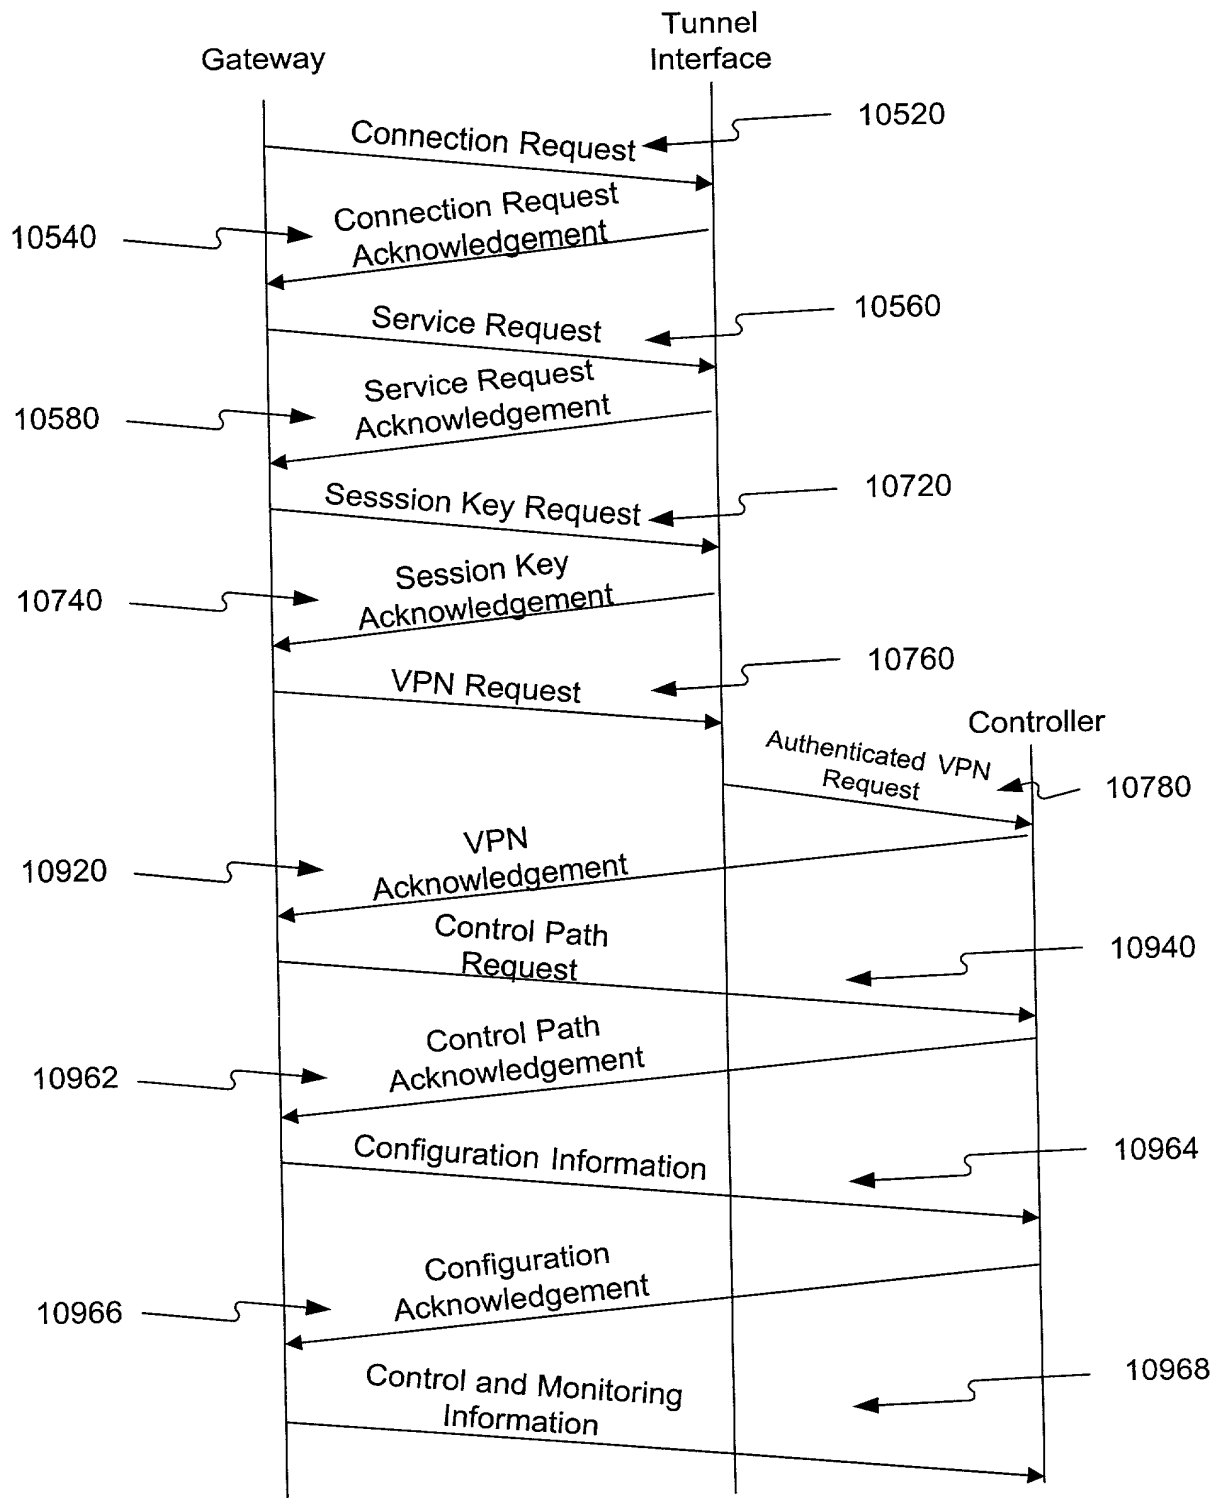 Tunnel
Interface
Gateway
Connection Request
10520
Connection Request
Acknowledgement
10540
Service Request
10560
Service Request
Acknowledgement
10580
Sesssion Key Request
10720
Session Key
Acknowledgement
10740
VPN Request
10760
Controller
Authenticated VPN
Request
10780
VPN
Acknowledgement
10920
Control Path
Request
10940
Control Path
Acknowledgement
10962
Configuration Information
10964
Configuration
Acknowledgement
10966
Control and Monitoring
Information
10968